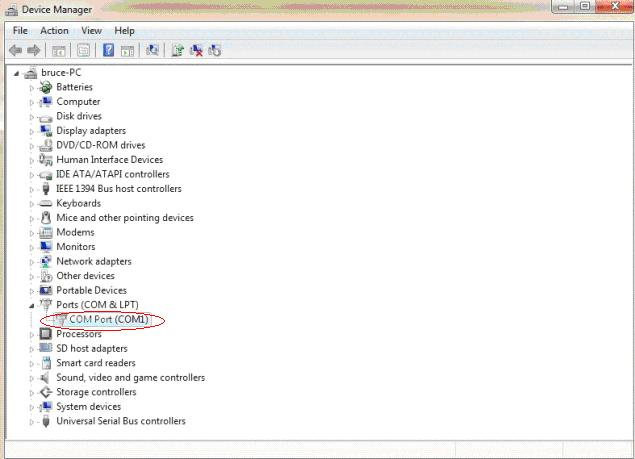 Device Manager
File Action View Help
bruce-PC
Batteries
Computer
Disk drives
Display adapters
DVD/CD-ROM drives
Human Interface Devices
IDE ATA/ATAPI controllers
IEEE 1394 Bus host controllers
Keyboards
Mice and other pointing devices
Modems
Monitors
Network adapters
Other devices
Portable Devices
Ports (COM & LPT)
COM Port (COM1)
Processors
SD host adapters
Smart card readers
Sound, video and game controllers
Storage controllers
System devices
Universal Serial Bus controllers